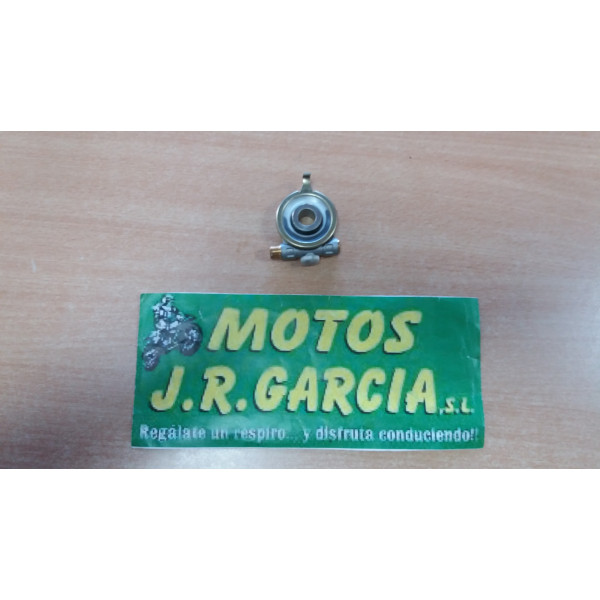 MOTOS
J.R.GARCIA,S.L.
Regálate un respiro... y disfruta conduciendo!!